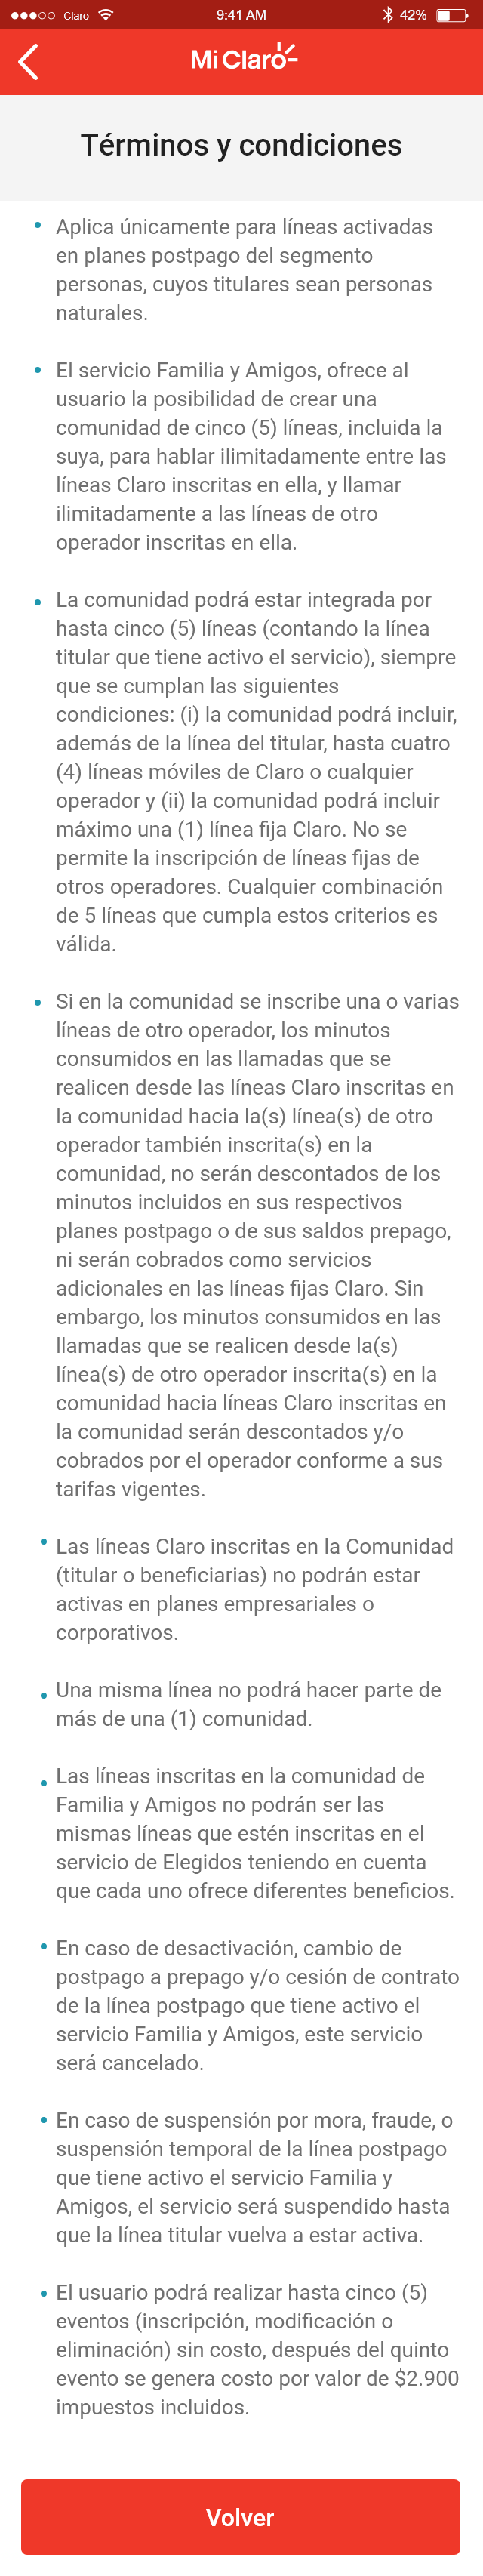 Claro 9:41 AM 42%
Mi Claro
Términos y condiciones
• Aplica únicamente para líneas activadas
en planes postpago del segmento
personas, cuyos titulares sean personas
naturales.
• El servicio Familia y Amigos, ofrece al
usuario la posibilidad de crear una
comunidad de cinco (5) líneas, incluida la
suya, para hablar ilimitadamente entre las
líneas Claro inscritas en ella, y llamar
ilimitadamente a las líneas de otro
operador inscritas en ella.
• La comunidad podrá estar integrada por
hasta cinco (5) líneas (contando la línea
titular que tiene activo el servicio), siempre
que se cumplan las siguientes
condiciones: (i) la comunidad podrá incluir,
además de la línea del titular, hasta cuatro
(4) líneas móviles de Claro o cualquier
operador y (ii) la comunidad podrá incluir
máximo una (1) línea fija Claro. No se
permite la inscripción de líneas fijas de
otros operadores. Cualquier combinación
de 5 líneas que cumpla estos criterios es
válida.
• Si en la comunidad se inscribe una o varias
líneas de otro operador, los minutos
consumidos en las llamadas que se
realicen desde las líneas Claro inscritas en
la comunidad hacia la(s) línea(s) de otro
operador también inscrita(s) en la
comunidad, no serán descontados de los
minutos incluidos en sus respectivos
planes postpago o de sus saldos prepago,
ni serán cobrados como servicios
adicionales en las líneas fijas Claro. Sin
embargo, los minutos consumidos en las
llamadas que se realicen desde la(s)
línea(s) de otro operador inscrita(s) en la
comunidad hacia líneas Claro inscritas en
la comunidad serán descontados y/o
cobrados por el operador conforme a sus
tarifas vigentes.
• Las líneas Claro inscritas en la Comunidad
(titular o beneficiarias) no podrán estar
activas en planes empresariales o
corporativos.
• Una misma línea no podrá hacer parte de
más de una (1) comunidad.
• Las líneas inscritas en la comunidad de
Familia y Amigos no podrán ser las
mismas líneas que estén inscritas en el
servicio de Elegidos teniendo en cuenta
que cada uno ofrece diferentes beneficios.
• En caso de desactivación, cambio de
postpago a prepago y/o cesión de contrato
de la línea postpago que tiene activo el
servicio Familia y Amigos, este servicio
será cancelado.
• En caso de suspensión por mora, fraude, o
suspensión temporal de la línea postpago
que tiene activo el servicio Familia y
Amigos, el servicio será suspendido hasta
que la línea titular vuelva a estar activa.
• El usuario podrá realizar hasta cinco (5)
eventos (inscripción, modificación o
eliminación) sin costo, después del quinto
evento se genera costo por valor de $2.900
impuestos incluidos.
Volver